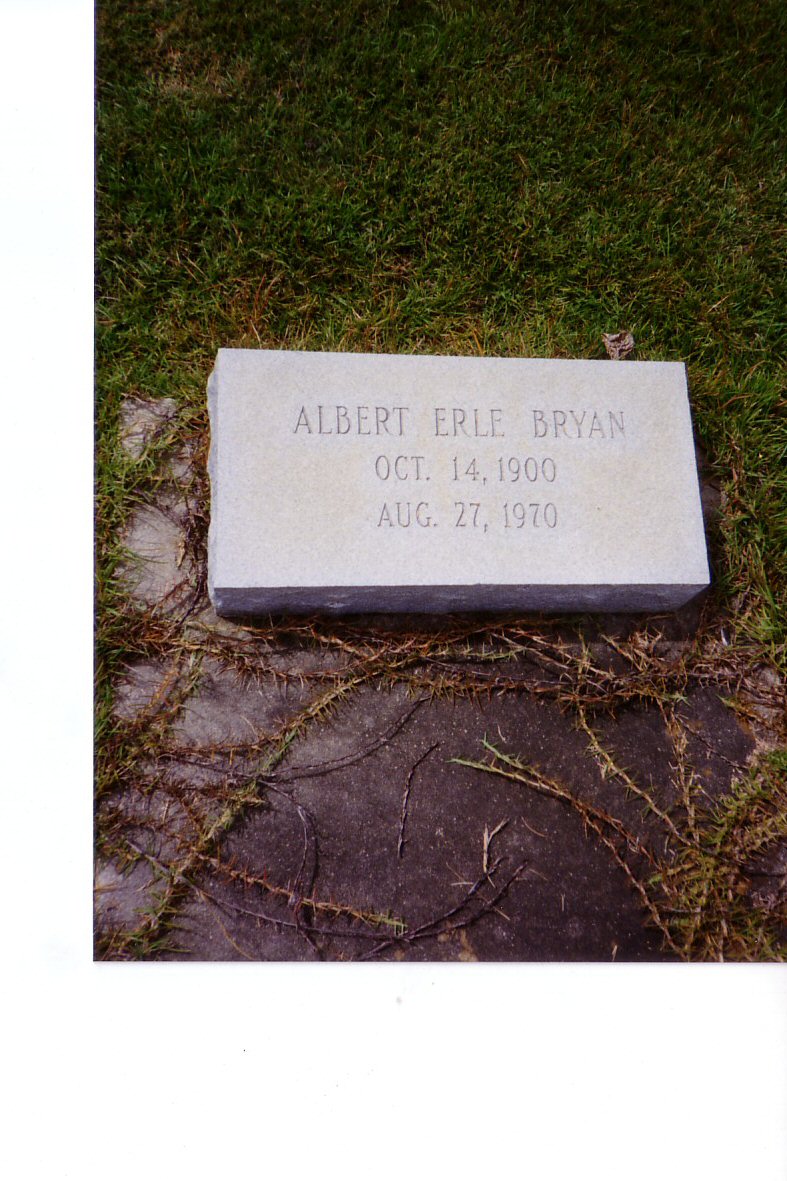 ALBERT ERLE BRYAN
OCT. 14, 1900
AUG. 27, 1970